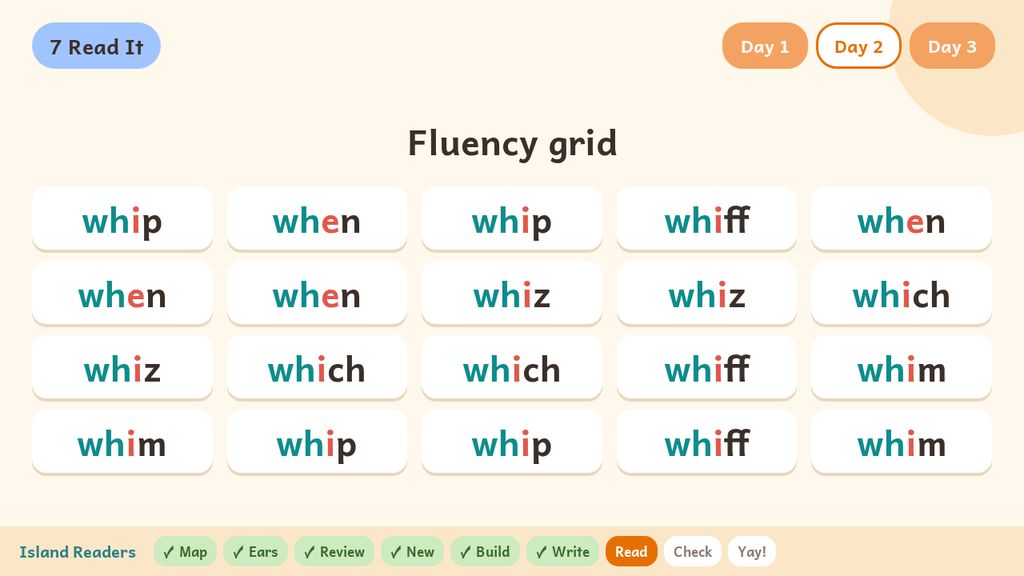 7 Read It
Day 1 Day 2 Day 3
Fluency grid
whip when whip whiff when
when when whiz whiz which
whiz which which whiff whim
whim whip whip whiff whim
Island Readers ✓ Map ✓ Ears ✓ Review ✓ New ✓ Build ✓ Write Read Check Yay!